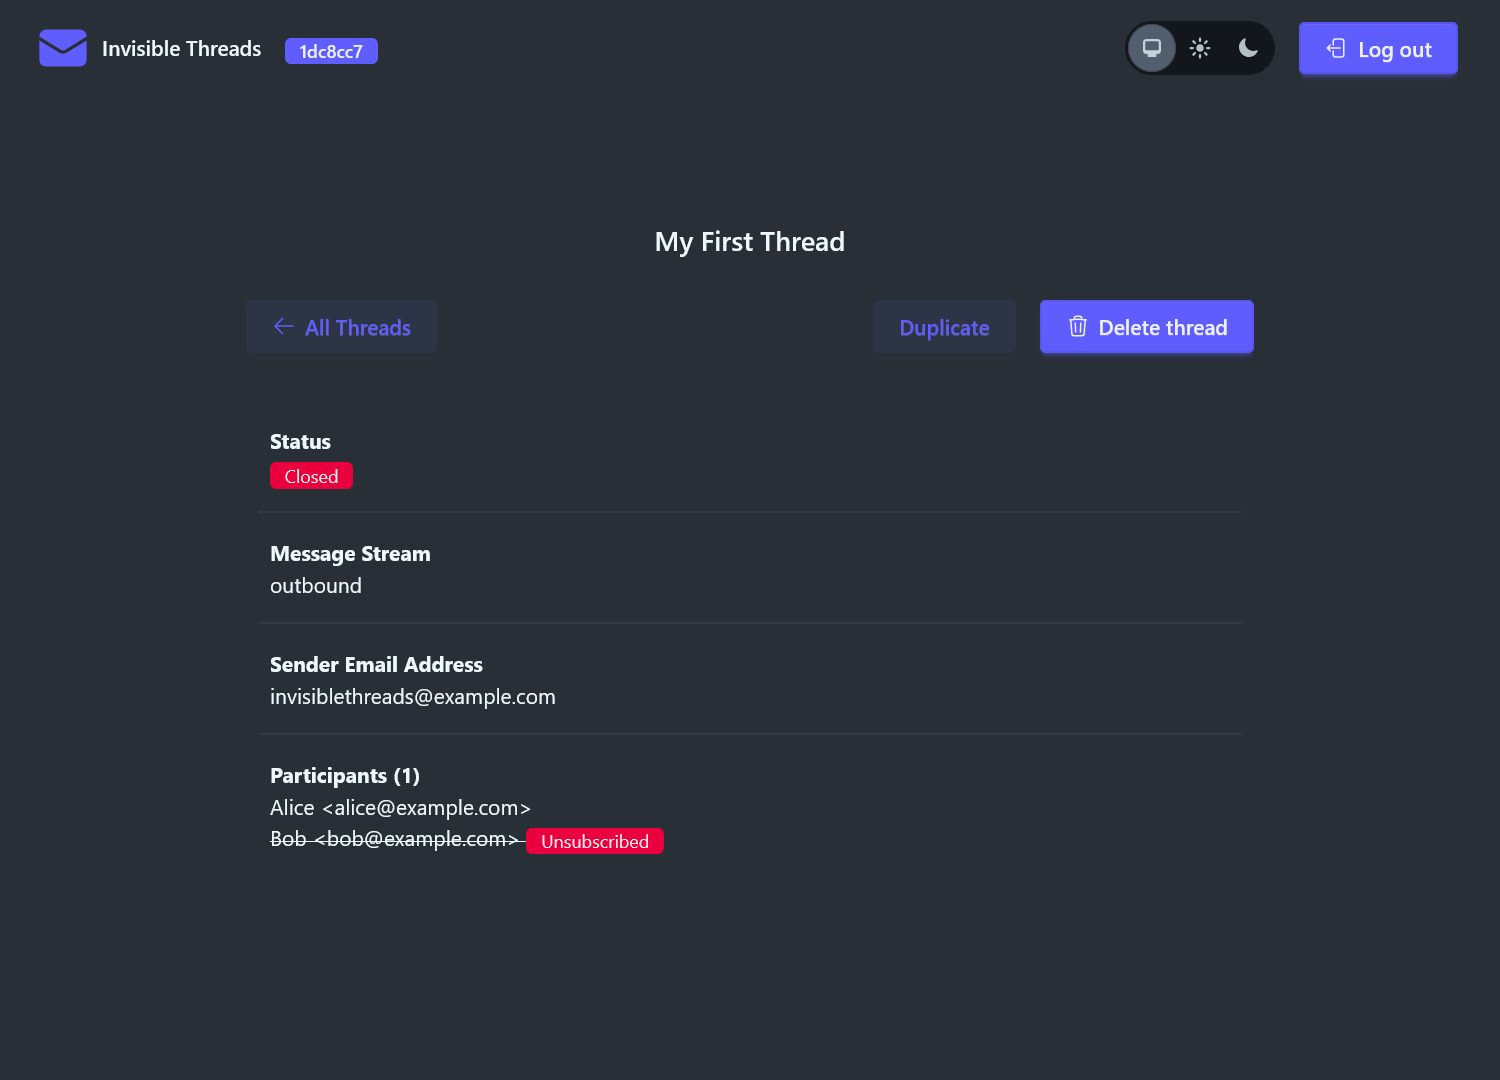 Invisible Threads 1dc8cc7 Log out
My First Thread
All Threads Duplicate Delete thread
Status
Closed
Message Stream
outbound
Sender Email Address
invisiblethreads@example.com
Participants (1)
Alice <alice@example.com>
Bob <bob@example.com> Unsubscribed